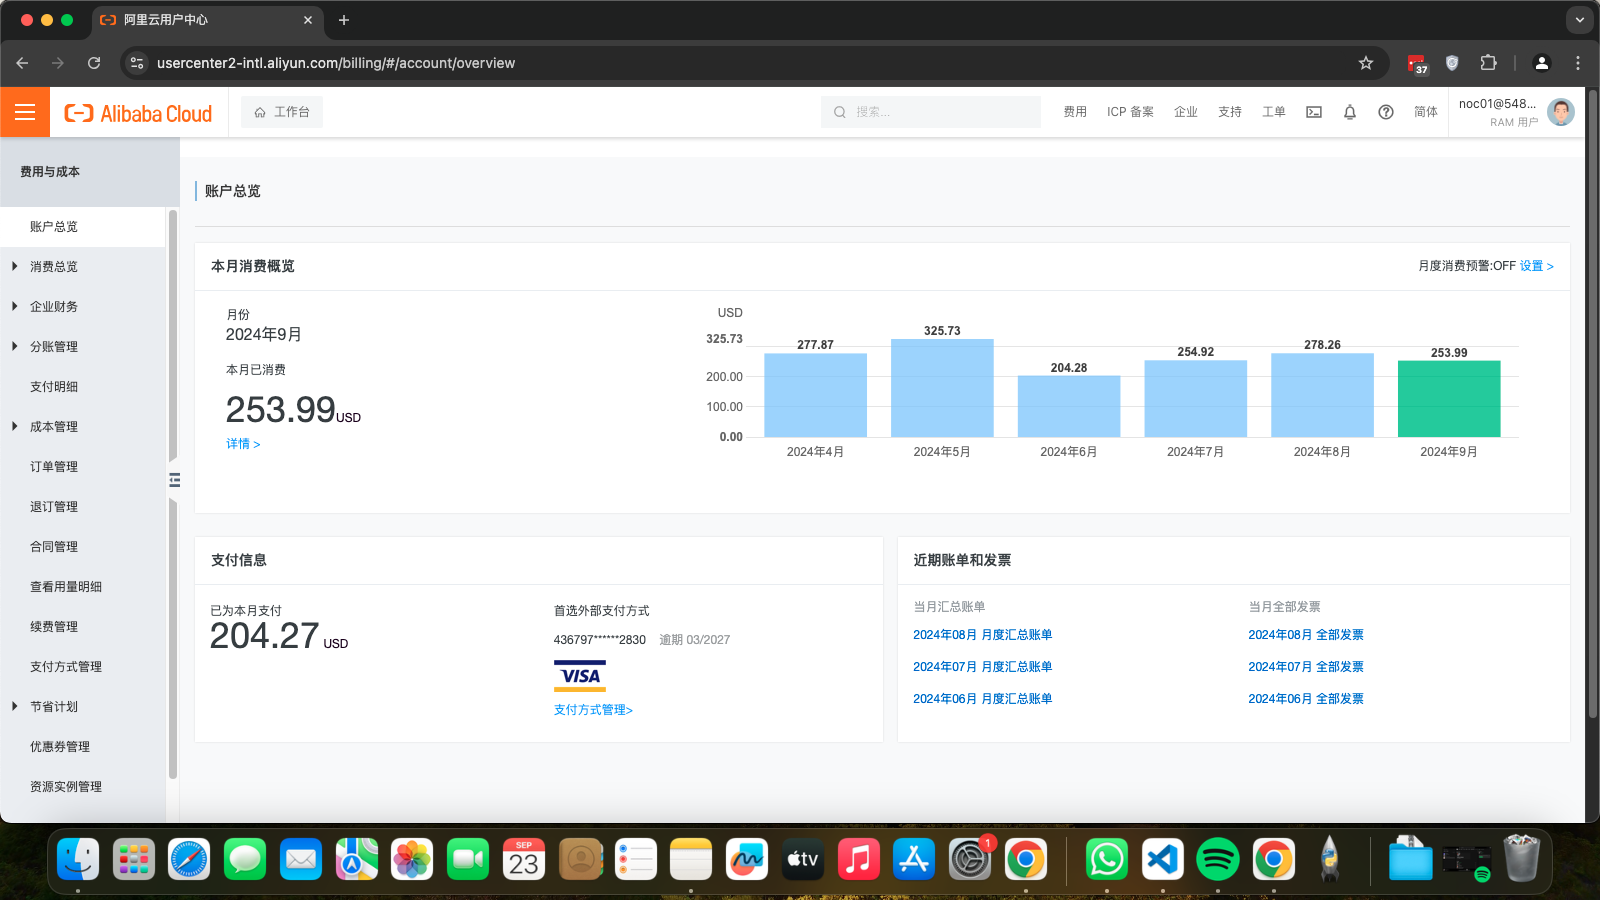 阿里云用户中心
usercenter2-intl.aliyun.com/billing/#/account/overview
37
Alibaba Cloud
工作台
搜索...
费用
ICP 备案
企业
支持
工单
简体
noc01@548...
RAM 用户
费用与成本
账户总览
消费总览
企业财务
分账管理
支付明细
成本管理
订单管理
退订管理
合同管理
查看用量明细
续费管理
支付方式管理
节省计划
优惠券管理
资源实例管理
账户总览
本月消费概览
月度消费预警:OFF 设置 >
月份
2024年9月
本月已消费
253.99USD
详情 >
USD
325.73
200.00
100.00
0.00
277.87
325.73
204.28
254.92
278.26
253.99
2024年4月
2024年5月
2024年6月
2024年7月
2024年8月
2024年9月
支付信息
已为本月支付
204.27 USD
首选外部支付方式
436797******2830 逾期 03/2027
VISA
支付方式管理>
近期账单和发票
当月汇总账单
当月全部发票
2024年08月 月度汇总账单
2024年08月 全部发票
2024年07月 月度汇总账单
2024年07月 全部发票
2024年06月 月度汇总账单
2024年06月 全部发票
SEP
23
tv
1